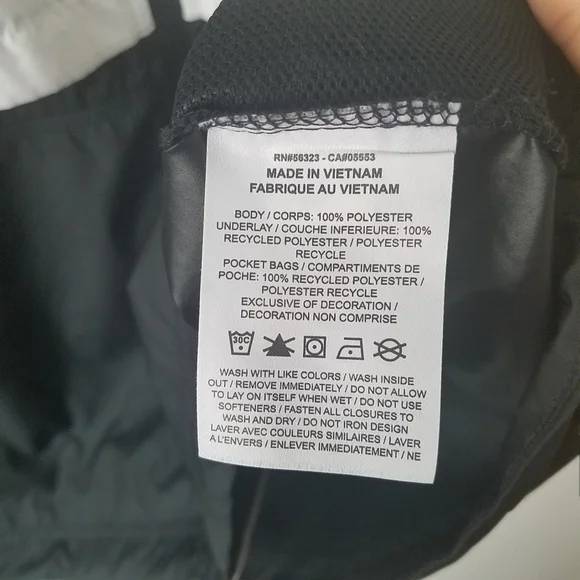 RN#56323 - CA#05553
MADE IN VIETNAM
FABRIQUE AU VIETNAM
BODY / CORPS: 100% POLYESTER
UNDERLAY / COUCHE INFERIEURE: 100%
RECYCLED POLYESTER / POLYESTER
RECYCLE
POCKET BAGS / COMPARTIMENTS DE
POCHE: 100% RECYCLED POLYESTER /
POLYESTER RECYCLE
EXCLUSIVE OF DECORATION /
DECORATION NON COMPRISE
30C
WASH WITH LIKE COLORS / WASH INSIDE
OUT / REMOVE IMMEDIATELY / DO NOT ALLOW
TO LAY ON ITSELF WHEN WET / DO NOT USE
SOFTENERS / FASTEN ALL CLOSURES TO
WASH AND DRY / DO NOT IRON DESIGN
LAVER AVEC COULEURS SIMILAIRES / LAVER
A L'ENVERS / ENLEVER IMMEDIATEMENT / NE